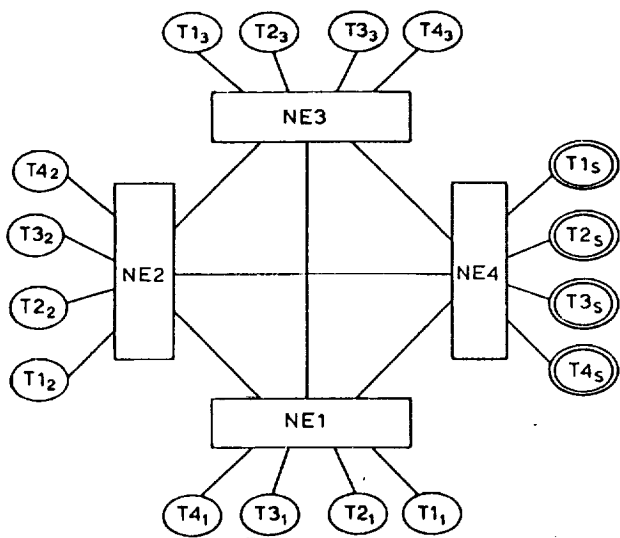 T1₃ T2₃ T3₃ T4₃
NE3
T4₂
T3₂
T2₂
T1₂
NE2
NE4
T1ₛ
T2ₛ
T3ₛ
T4ₛ
NE1
T4₁ T3₁ T2₁ T1₁